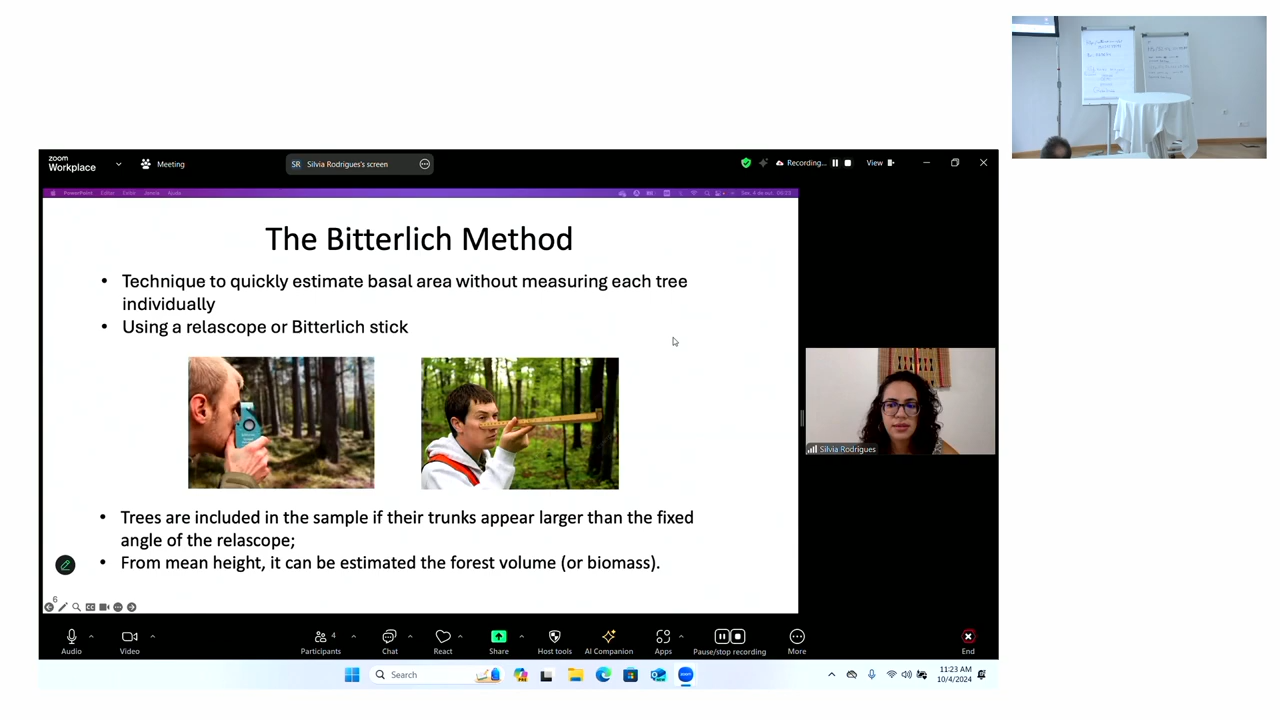 zoom
Workplace
Meeting
SR Silvia Rodrigues's screen
Recording...
View
PowerPoint
The Bitterlich Method
• Technique to quickly estimate basal area without measuring each tree
individually
• Using a relascope or Bitterlich stick
• Trees are included in the sample if their trunks appear larger than the fixed
angle of the relascope;
• From mean height, it can be estimated the forest volume (or biomass).
6
Silvia Rodrigues
Audio
Video
4
Participants
Chat
React
Share
Host tools
AI Companion
Apps
Pause/stop recording
More
End
Search
11:23 AM
10/4/2024